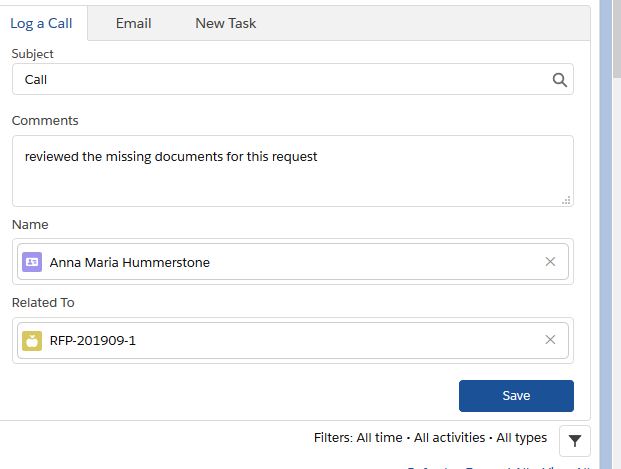 Log a Call Email New Task
Subject
Call
Comments
reviewed the missing documents for this request
Name
Anna Maria Hummerstone
Related To
RFP-201909-1
Save
Filters: All time • All activities • All types